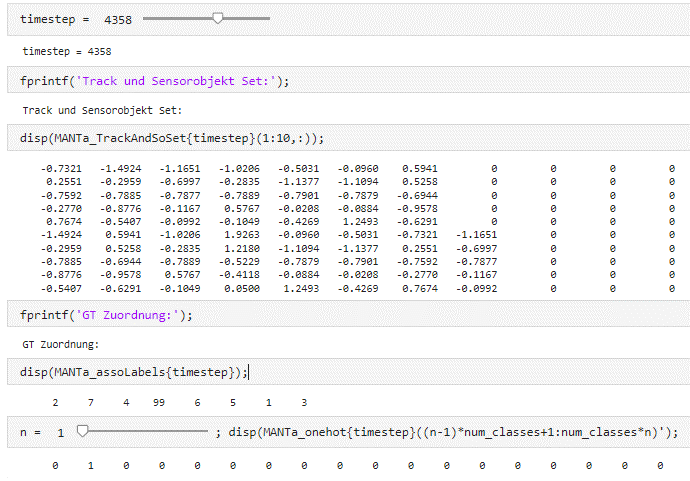 timestep = 4358
timestep = 4358
fprintf('Track und Sensorobjekt Set:');
Track und Sensorobjekt Set:
disp(MANTa_TrackAndSoSet{timestep}(1:10,:));
-0.7321 -1.4924 -1.1651 -1.0206 -0.5031 -0.0960 0.5941 0 0 0 0
0.2551 -0.2959 -0.6997 -0.2835 -1.1377 -1.1094 0.5258 0 0 0 0
-0.7592 -0.7885 -0.7877 -0.7889 -0.7901 -0.7879 -0.6944 0 0 0 0
-0.2770 -0.8776 -0.1167 0.5767 -0.0208 -0.0884 -0.9578 0 0 0 0
0.7674 -0.5407 -0.0992 -0.1049 -0.4269 1.2493 -0.6291 0 0 0 0
-1.4924 0.5941 -1.0206 1.9263 -0.0960 -0.5031 -0.7321 -1.1651 0 0 0
-0.2959 0.5258 -0.2835 1.2180 -1.1094 -1.1377 0.2551 -0.6997 0 0 0
-0.7885 -0.6944 -0.7889 -0.5229 -0.7879 -0.7901 -0.7592 -0.7877 0 0 0
-0.8776 -0.9578 0.5767 -0.4118 -0.0884 -0.0208 -0.2770 -0.1167 0 0 0
-0.5407 -0.6291 -0.1049 0.0500 1.2493 -0.4269 0.7674 -0.0992 0 0 0
fprintf('GT Zuordnung:');
GT Zuordnung:
disp(MANTa_assoLabels{timestep});
2 7 4 99 6 5 1 3
n = 1 ; disp(MANTa_onehot{timestep}((n-1)*num_classes+1:num_classes*n)');
0 1 0 0 0 0 0 0 0 0 0 0 0 0 0 0 0 0